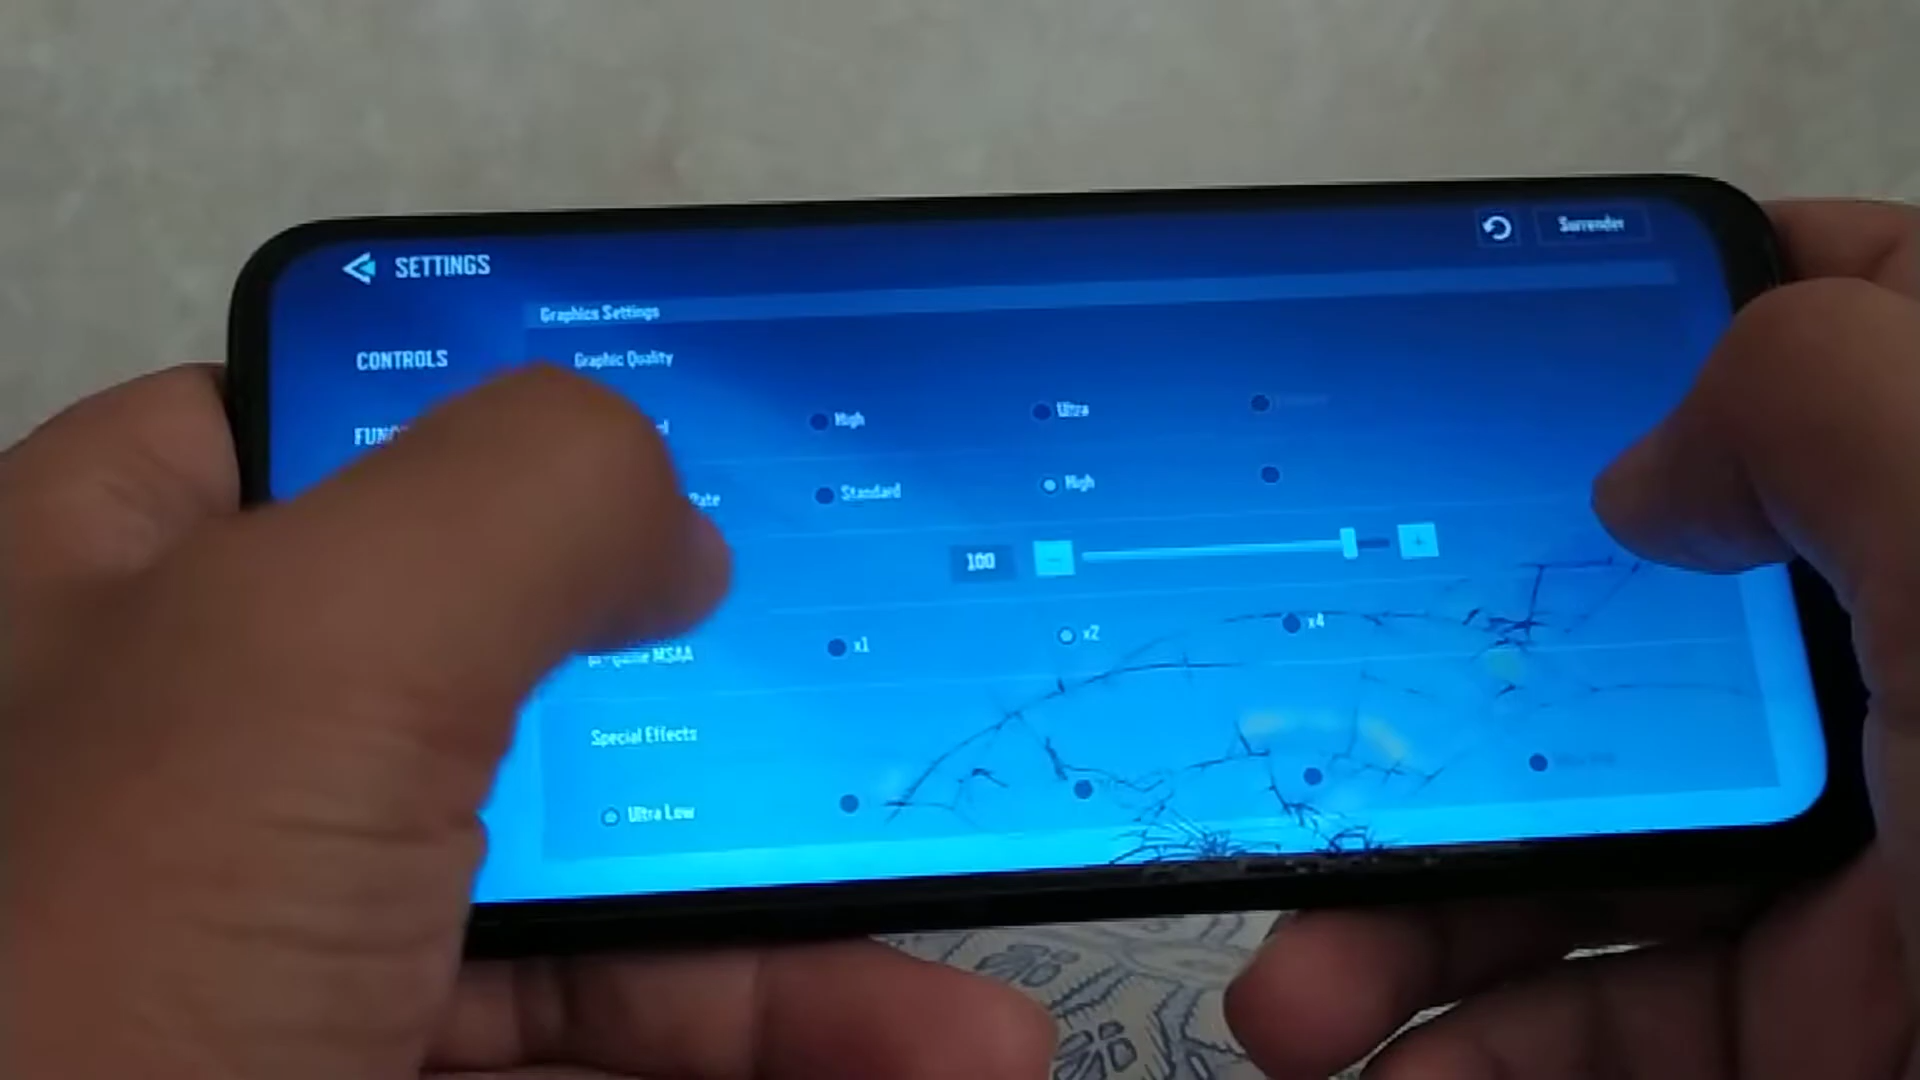 SETTINGS
Surrender
Graphics Settings
CONTROLS
Graphic Quality
High
Ultra
Rate
Standard
High
100
MSAA
x1
x2
x4
Special Effects
Ultra Low